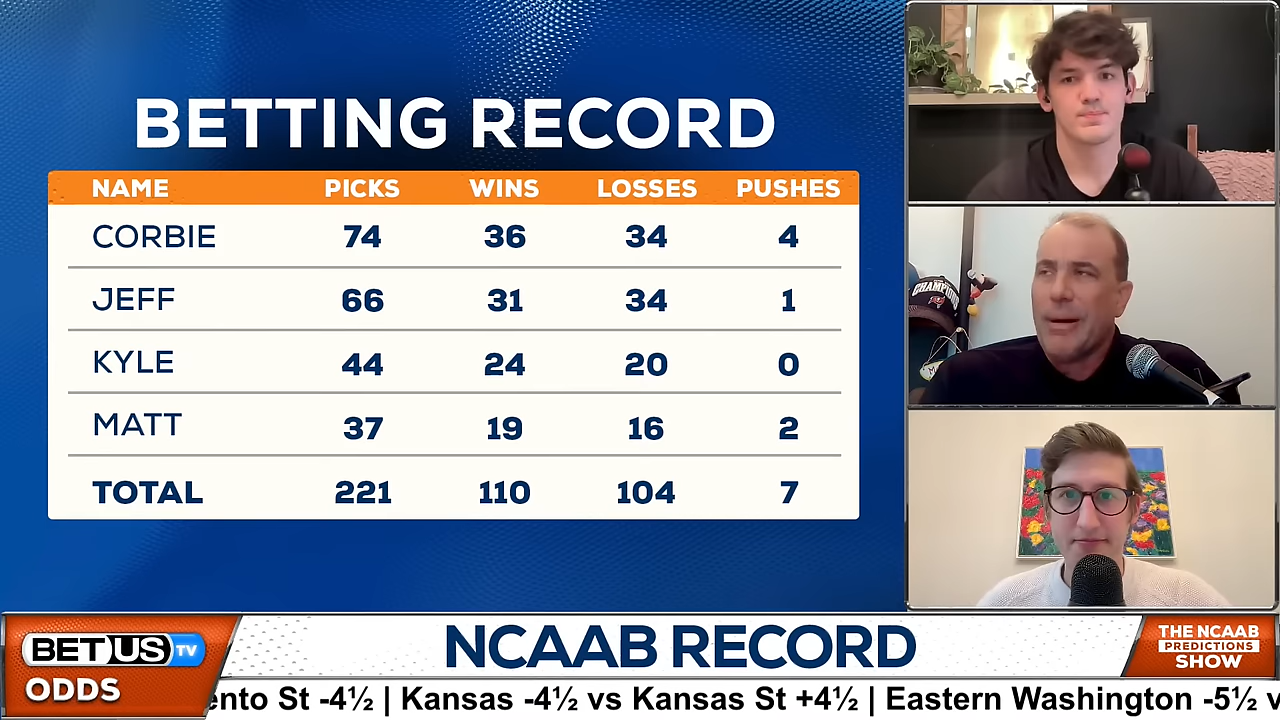 BETTING RECORD
NAME PICKS WINS LOSSES PUSHES
CORBIE 74 36 34 4
JEFF 66 31 34 1
KYLE 44 24 20 0
MATT 37 19 16 2
TOTAL 221 110 104 7
CHAMPIONS
BETUS TV
ODDS
NCAAB RECORD
THE NCAAB
PREDICTIONS
SHOW
ento St -4½ | Kansas -4½ vs Kansas St +4½ | Eastern Washington -5½ v